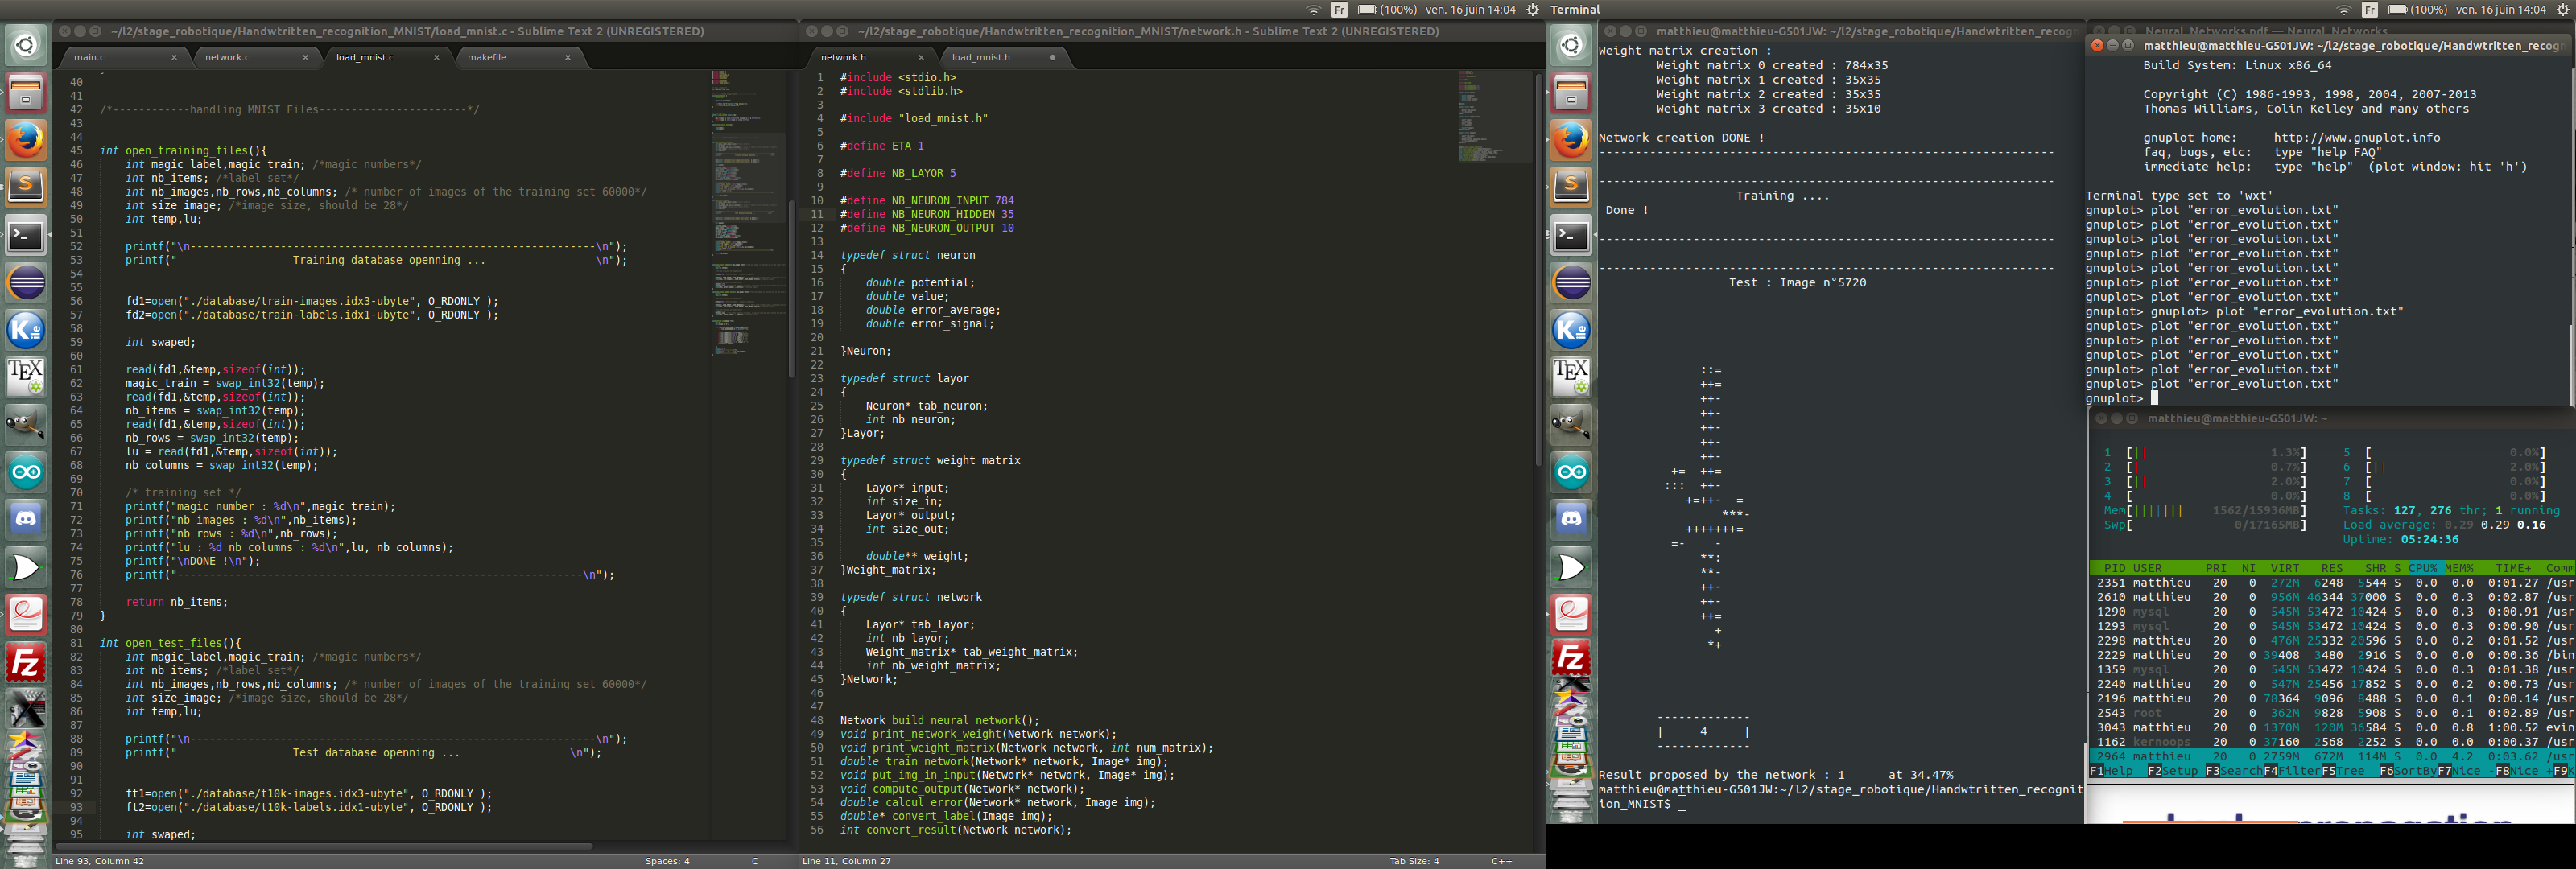 (100%) ven. 16 juin 14:04
~/l2/stage_robotique/Handwtritten_recognition_MNIST/load_mnist.c - Sublime Text 2 (UNREGISTERED)
main.c
network.c
load_mnist.c
makefile
40
41
42 /*------------handling MNIST Files-----------------------*/
43
44
45 int open_training_files(){
46 int magic_label,magic_train; /*magic numbers*/
47 int nb_items; /*label set*/
48 int nb_images,nb_rows,nb_columns; /* number of images of the training set 60000*/
49 int size_image; /*image size, should be 28*/
50 int temp,lu;
51
52 printf("\n---------------------------------------------------------------\n");
53 printf(" Training database openning ... \n");
54
55
56 fd1=open("./database/train-images.idx3-ubyte", O_RDONLY );
57 fd2=open("./database/train-labels.idx1-ubyte", O_RDONLY );
58
59 int swaped;
60
61 read(fd1,&temp,sizeof(int));
62 magic_train = swap_int32(temp);
63 read(fd1,&temp,sizeof(int));
64 nb_items = swap_int32(temp);
65 read(fd1,&temp,sizeof(int));
66 nb_rows = swap_int32(temp);
67 lu = read(fd1,&temp,sizeof(int));
68 nb_columns = swap_int32(temp);
69
70 /* training set */
71 printf("magic number : %d\n",magic_train);
72 printf("nb images : %d\n",nb_items);
73 printf("nb rows : %d\n",nb_rows);
74 printf("lu : %d nb columns : %d\n",lu, nb_columns);
75 printf("\nDONE !\n");
76 printf("---------------------------------------------------------------\n");
77
78 return nb_items;
79 }
80
81 int open_test_files(){
82 int magic_label,magic_train; /*magic numbers*/
83 int nb_items; /*label set*/
84 int nb_images,nb_rows,nb_columns; /* number of images of the training set 60000*/
85 int size_image; /*image size, should be 28*/
86 int temp,lu;
87
88 printf("\n---------------------------------------------------------------\n");
89 printf(" Test database openning ... \n");
90
91
92 ft1=open("./database/t10k-images.idx3-ubyte", O_RDONLY );
93 ft2=open("./database/t10k-labels.idx1-ubyte", O_RDONLY );
94
95 int swaped;
Line 93, Column 42
Spaces: 4
C
~/l2/stage_robotique/Handwtritten_recognition_MNIST/network.h - Sublime Text 2 (UNREGISTERED)
network.h
load_mnist.h
1 #include <stdio.h>
2 #include <stdlib.h>
3
4 #include "load_mnist.h"
5
6 #define ETA 1
7
8 #define NB_LAYOR 5
9
10 #define NB_NEURON_INPUT 784
11 #define NB_NEURON_HIDDEN 35
12 #define NB_NEURON_OUTPUT 10
13
14 typedef struct neuron
15 {
16 double potential;
17 double value;
18 double error_average;
19 double error_signal;
20
21 }Neuron;
22
23 typedef struct layor
24 {
25 Neuron* tab_neuron;
26 int nb_neuron;
27 }Layor;
28
29 typedef struct weight_matrix
30 {
31 Layor* input;
32 int size_in;
33 Layor* output;
34 int size_out;
35
36 double** weight;
37 }Weight_matrix;
38
39 typedef struct network
40 {
41 Layor* tab_layor;
42 int nb_layor;
43 Weight_matrix* tab_weight_matrix;
44 int nb_weight_matrix;
45 }Network;
46
47
48 Network build_neural_network();
49 void print_network_weight(Network network);
50 void print_weight_matrix(Network network, int num_matrix);
51 double train_network(Network* network, Image* img);
52 void put_img_in_input(Network* network, Image* img);
53 void compute_output(Network* network);
54 double calcul_error(Network* network, Image img);
55 double* convert_label(Image img);
56 int convert_result(Network network);
Line 11, Column 27
Tab Size: 4
C++
Terminal
Fr (100%) ven. 16 juin 14:04
matthieu@matthieu-G501JW: ~/l2/stage_robotique/Handwtritten_recogn
Weight matrix creation :
Weight matrix 0 created : 784x35
Weight matrix 1 created : 35x35
Weight matrix 2 created : 35x35
Weight matrix 3 created : 35x10
Network creation DONE !
---------------------------------------------------------------
---------------------------------------------------------------
Training ....
Done !
---------------------------------------------------------------
---------------------------------------------------------------
Test : Image n°5720
::=
++=
++-
++-
++-
++-
++-
+= ++=
::: ++-
+=++- =
***-
+++++++=
=- -
**:
**-
++-
++-
++=
+
*+
-------------
| 4 |
-------------
Result proposed by the network : 1 at 34.47%
matthieu@matthieu-G501JW:~/l2/stage_robotique/Handwtritten_recognit
ion_MNIST$
Neural_Networks.pdf — Neural_Networks
matthieu@matthieu-G501JW: ~/l2/stage_robotique/Handwtritten_recogn
Build System: Linux x86_64
Copyright (C) 1986-1993, 1998, 2004, 2007-2013
Thomas Williams, Colin Kelley and many others
gnuplot home: http://www.gnuplot.info
faq, bugs, etc: type "help FAQ"
immediate help: type "help" (plot window: hit 'h')
Terminal type set to 'wxt'
gnuplot> plot "error_evolution.txt"
gnuplot> plot "error_evolution.txt"
gnuplot> plot "error_evolution.txt"
gnuplot> plot "error_evolution.txt"
gnuplot> plot "error_evolution.txt"
gnuplot> plot "error_evolution.txt"
gnuplot> plot "error_evolution.txt"
gnuplot> gnuplot> plot "error_evolution.txt"
gnuplot> plot "error_evolution.txt"
gnuplot> plot "error_evolution.txt"
gnuplot> plot "error_evolution.txt"
gnuplot> plot "error_evolution.txt"
gnuplot> plot "error_evolution.txt"
gnuplot>
matthieu@matthieu-G501JW: ~
1 [|| 1.3%] 5 [ 0.0%]
2 [| 0.7%] 6 [|| 2.0%]
3 [|| 2.0%] 7 [ 0.0%]
4 [ 0.0%] 8 [ 0.0%]
Mem[||||||| 1562/15936MB] Tasks: 127, 276 thr; 1 running
Swp[ 0/17165MB] Load average: 0.29 0.29 0.16
Uptime: 05:24:36
PID USER PRI NI VIRT RES SHR S CPU% MEM% TIME+ Comm
2351 matthieu 20 0 272M 6248 5544 S 0.0 0.0 0:01.27 /usr
2610 matthieu 20 0 956M 46344 37000 S 0.0 0.3 0:02.87 /usr
1290 mysql 20 0 545M 53472 10424 S 0.0 0.3 0:00.91 /usr
1293 mysql 20 0 545M 53472 10424 S 0.0 0.3 0:00.90 /usr
2298 matthieu 20 0 476M 25332 20596 S 0.0 0.2 0:01.52 /usr
2229 matthieu 20 0 39408 3480 2916 S 0.0 0.0 0:00.36 /bin
1359 mysql 20 0 545M 53472 10424 S 0.0 0.3 0:01.38 /usr
2240 matthieu 20 0 547M 25456 17852 S 0.0 0.2 0:00.73 /usr
2196 matthieu 20 0 78364 9096 8488 S 0.0 0.1 0:00.14 /usr
2543 root 20 0 362M 9828 5908 S 0.0 0.1 0:02.89 /usr
3043 matthieu 20 0 1370M 120M 36584 S 0.0 0.8 1:00.52 evin
1162 kernoops 20 0 37160 2568 2252 S 0.0 0.0 0:00.37 /usr
2964 matthieu 20 0 2759M 672M 114M S 0.0 4.2 0:03.62 /usr
F1Help F2Setup F3SearchF4FilterF5Tree F6SortByF7Nice -F8Nice +F9K